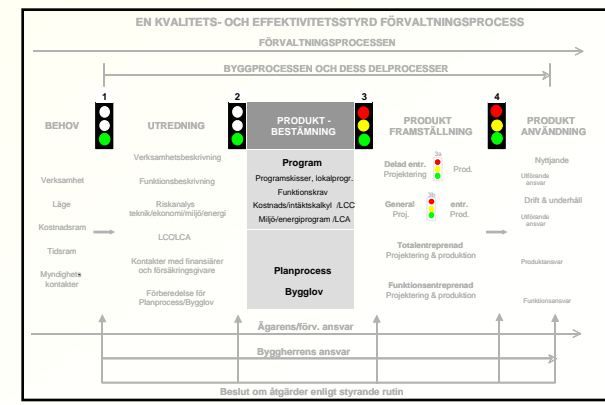 EN KVALITETS- OCH EFFEKTIVITETSSTYRD FÖRVALTNINGSPROCESS
FÖRVALTNINGSPROCESSEN
BYGGPROCESSEN OCH DESS DELPROCESSER
1
2
3
4
BEHOV
UTREDNING
PRODUKT -
BESTÄMNING
PRODUKT
FRAMSTÄLLNING
PRODUKT
ANVÄNDNING
Verksamhet
Läge
Kostnadsram
Tidsram
Myndighets
kontakter
Verksamhetsbeskrivning
Funktionsbeskrivning
Riskanalys
teknik/ekonomi/miljö/energi
LCC/LCA
Kontakter med finansiärer
och försäkringsgivare
Förberedelse för
Planprocess/Bygglov
Program
Programskisser, lokalprogr.
Funktionskrav
Kostnads/intäktskalkyl /LCC
Miljö/energiprogram /LCA
Planprocess
Bygglov
3a
Delad entr.
Projektering Prod.
3b
General entr.
Proj. Prod.
Totalentreprenad
Projektering & produktion
Funktionsentreprenad
Projektering & produktion
Nyttjande
Utförande
ansvar
Drift & underhåll
Utförande
ansvar
Produktansvar
Funktionsansvar
Ägarens/förv. ansvar
Byggherrens ansvar
Beslut om åtgärder enligt styrande rutin